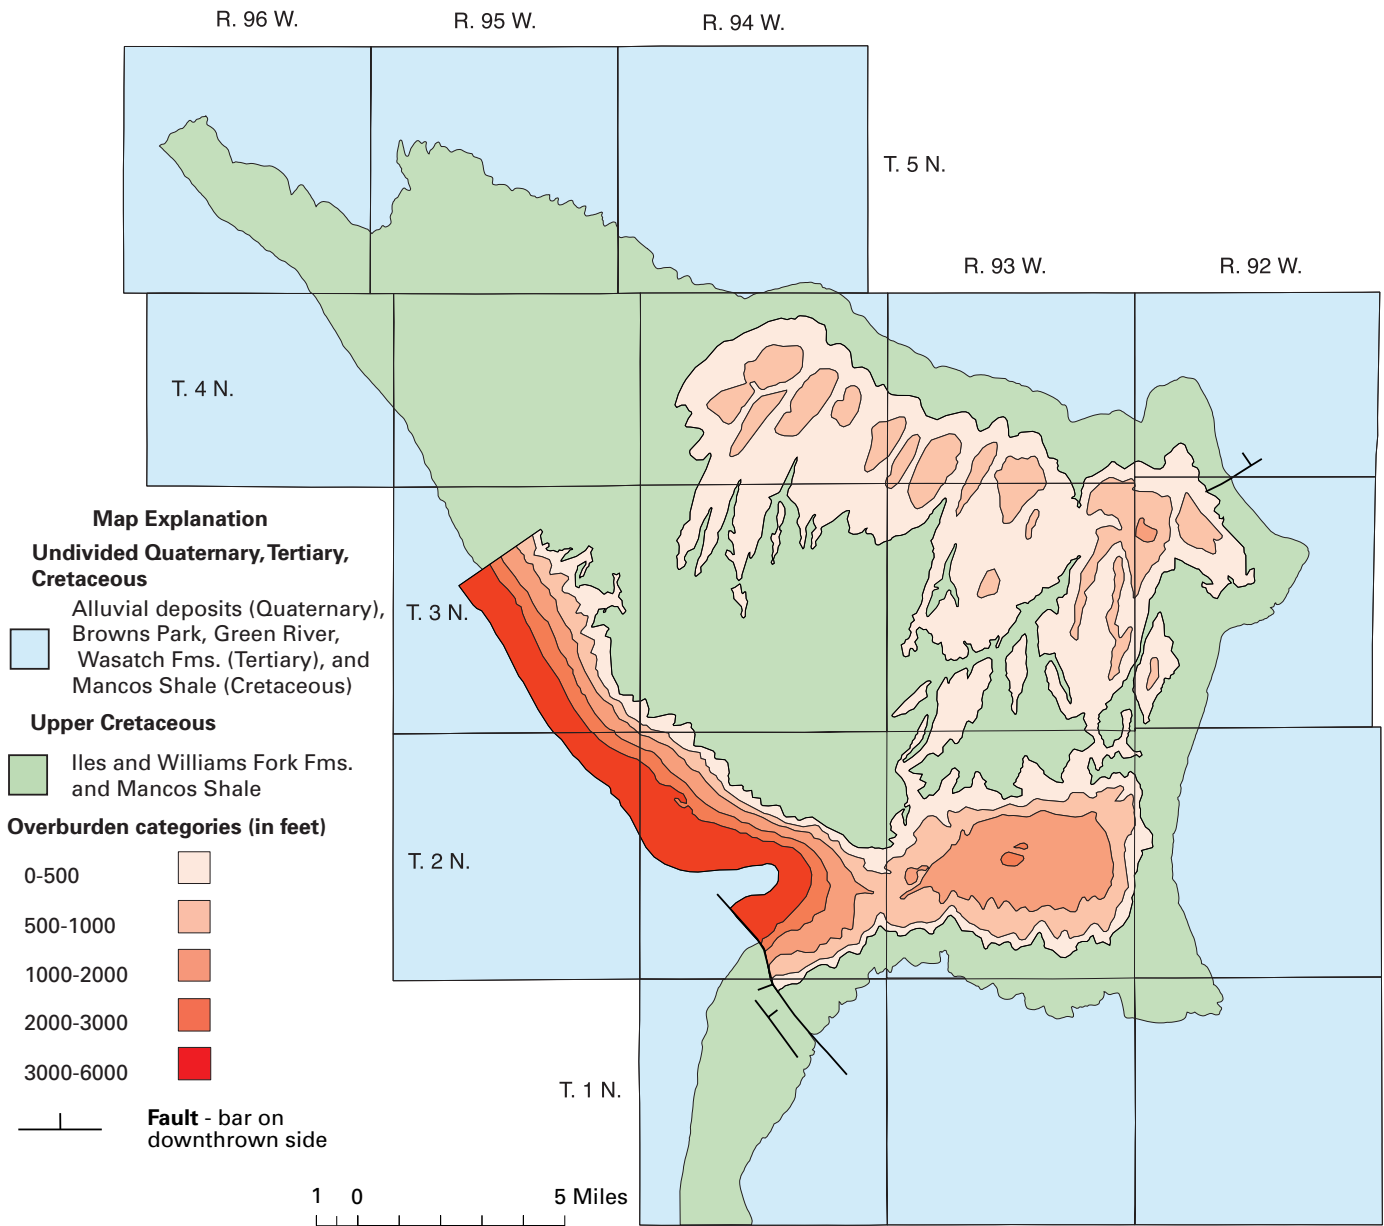 R. 96 W.
R. 95 W.
R. 94 W.
T. 5 N.
R. 93 W.
R. 92 W.
T. 4 N.
Map Explanation
Undivided Quaternary, Tertiary,
Cretaceous
Alluvial deposits (Quaternary),
Browns Park, Green River,
Wasatch Fms. (Tertiary), and
Mancos Shale (Cretaceous)
T. 3 N.
Upper Cretaceous
Iles and Williams Fork Fms.
and Mancos Shale
Overburden categories (in feet)
0-500
500-1000
1000-2000
2000-3000
3000-6000
T. 2 N.
T. 1 N.
Fault - bar on
downthrown side
1 0 5 Miles